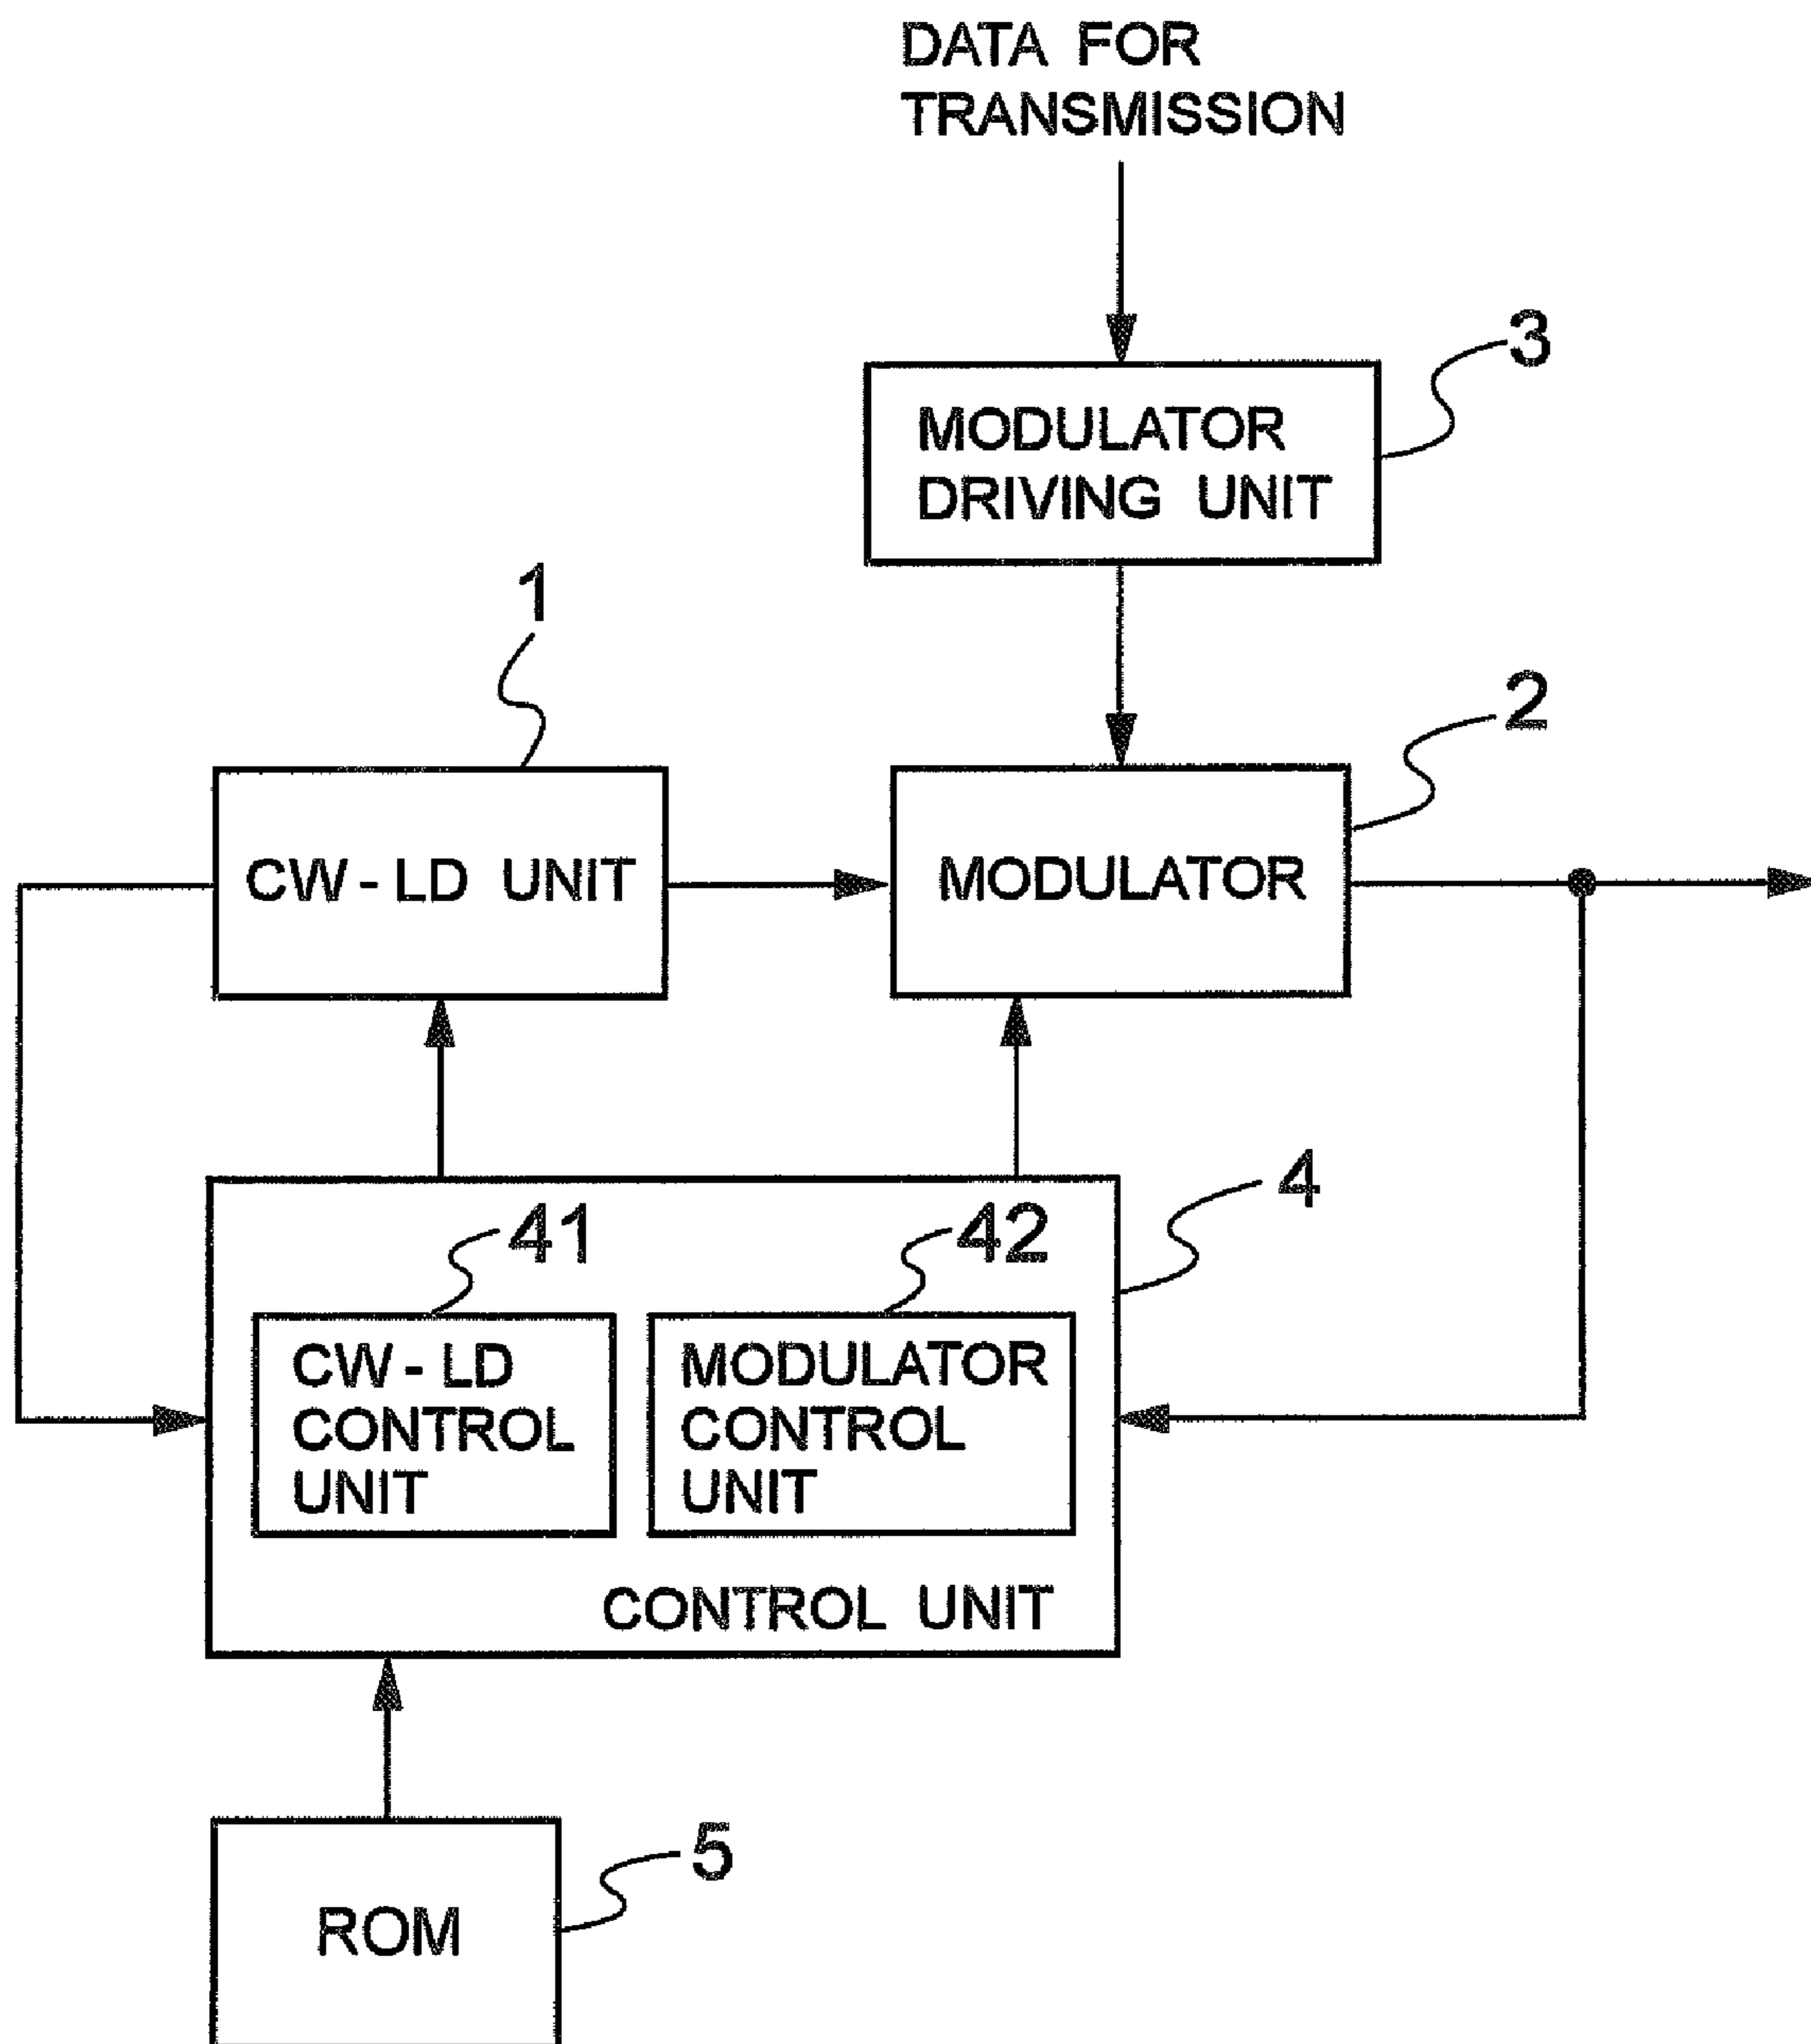 DATA FOR
TRANSMISSION
3
MODULATOR
DRIVING UNIT
1
2
CW-LD UNIT
MODULATOR
4
41
42
CW-LD
CONTROL
UNIT
MODULATOR
CONTROL
UNIT
CONTROL UNIT
5
ROM